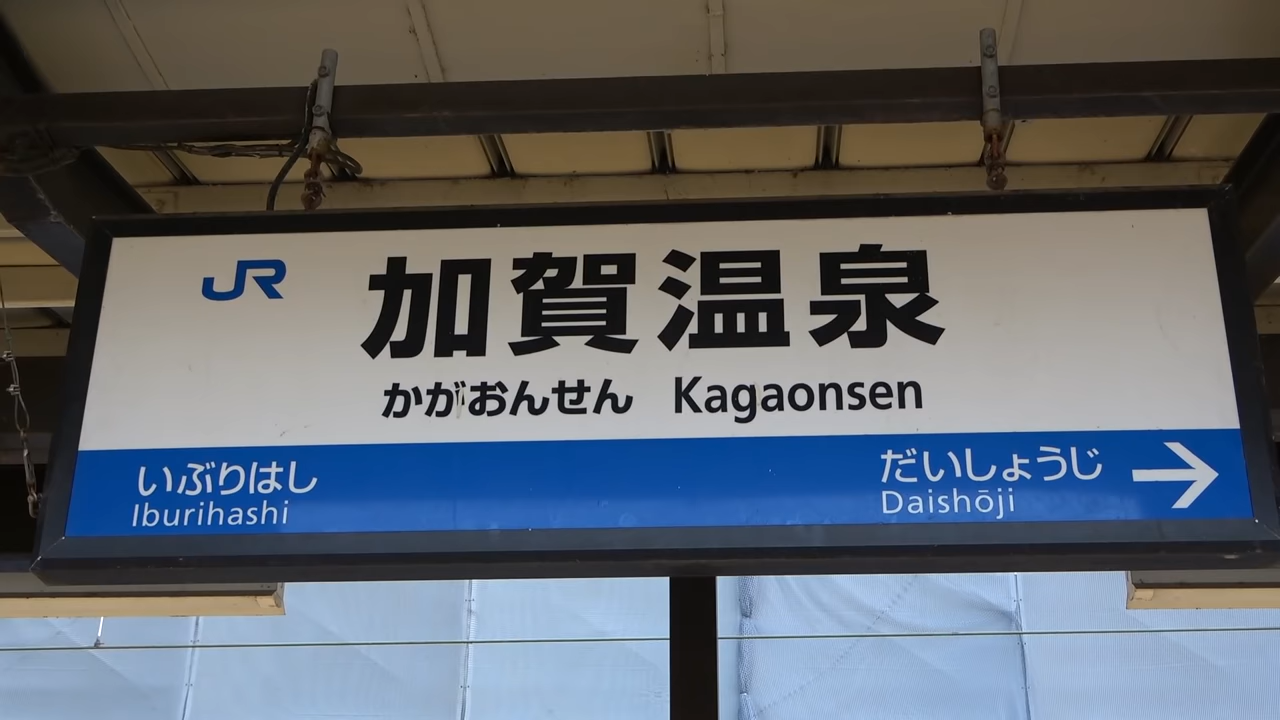 JR
加賀温泉
かがおんせん Kagaonsen
いぶりはし
Iburihashi
だいしょうじ →
Daishōji